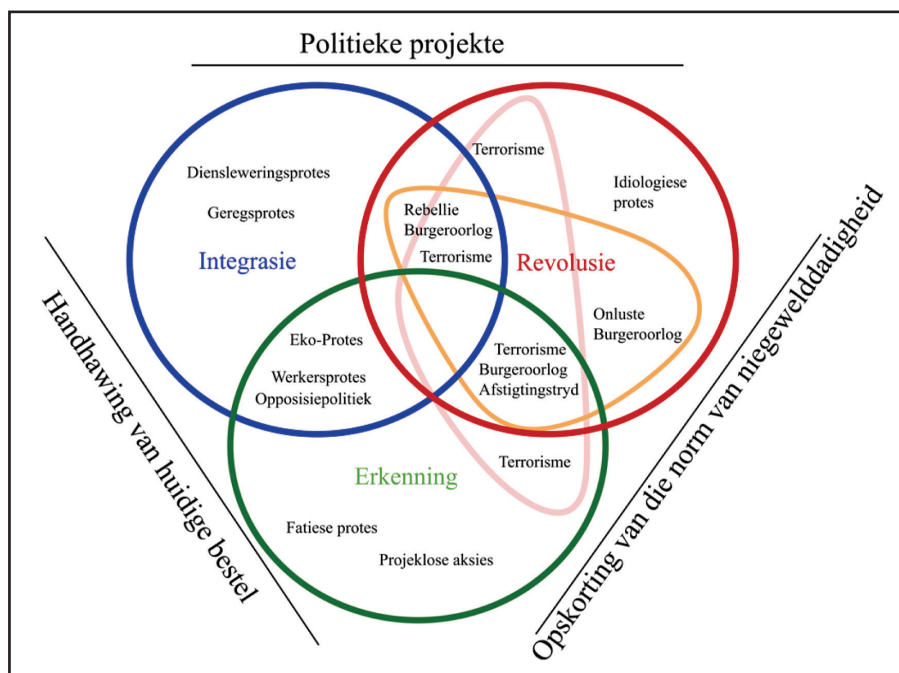 Politieke projekte
Terrorisme
Diensleweringsprotes
Idiologiese
protes
Geregsprotes
Rebellie
Burgeroorlog
Terrorisme
Integrasie
Revolusie
Onluste
Burgeroorlog
Eko-Protes
Werkersprotes
Opposisiepolitiek
Terrorisme
Burgeroorlog
Afstigtingstryd
Terrorisme
Erkenning
Fatiese protes
Projeklose aksies
Handhawing van huidige bestel
Opskorting van die norm van niegewelddadigheid